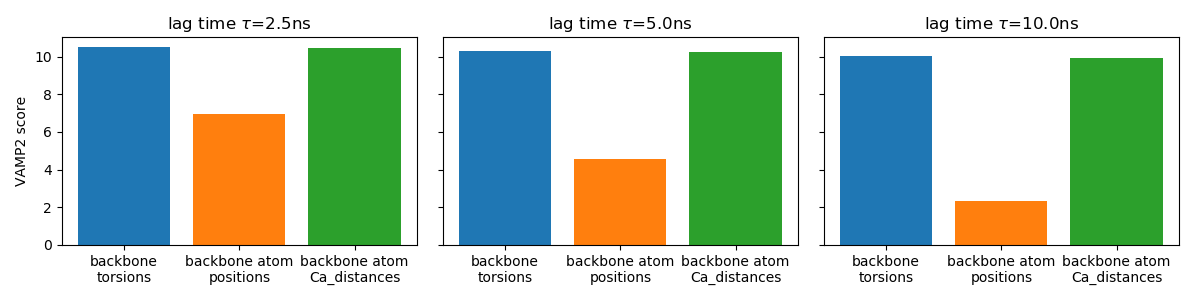 lag time τ=2.5ns
lag time τ=5.0ns
lag time τ=10.0ns
VAMP2 score
10
8
6
4
2
0
backbone
torsions
backbone atom
positions
backbone atom
Ca_distances
backbone
torsions
backbone atom
positions
backbone atom
Ca_distances
backbone
torsions
backbone atom
positions
backbone atom
Ca_distances